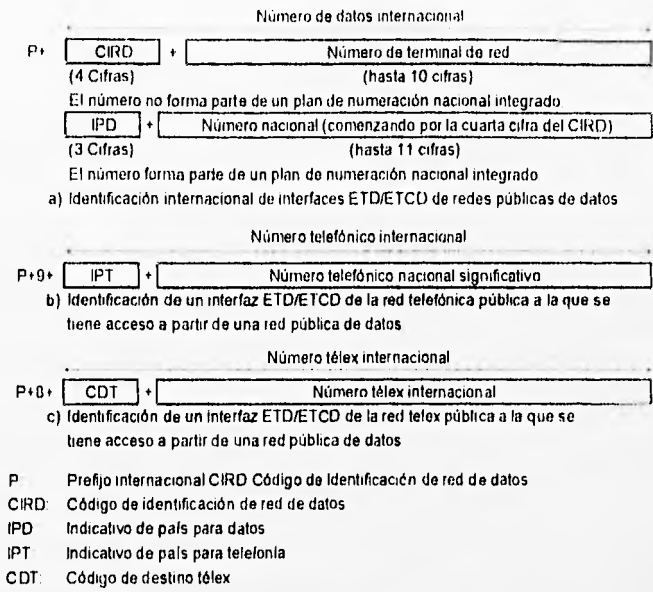 Número de datos internacional
P+ CIRD + Número de terminal de red
(4 Cifras) (hasta 10 cifras)
El número no forma parte de un plan de numeración nacional integrado
IPD + Número nacional (comenzando por la cuarta cifra del CIRD)
(3 Cifras) (hasta 11 cifras)
El número forma parte de un plan de numeración nacional integrado
a) Identificación internacional de interfaces ETD/ETCD de redes públicas de datos
Número telefónico internacional
P+9+ IPT + Número telefónico nacional significativo
b) Identificación de un interfaz ETD/ETCD de la red telefónica pública a la que se
tiene acceso a partir de una red pública de datos
Número télex internacional
P+8+ CDT + Número télex internacional
c) Identificación de un interfaz ETD/ETCD de la red telex pública a la que se
tiene acceso a partir de una red pública de datos
P: Prefijo internacional CIRD Código de Identificación de red de datos
CIRD: Código de identificación de red de datos
IPD Indicativo de país para datos
IPT: Indicativo de país para telefonía
CDT: Código de destino télex